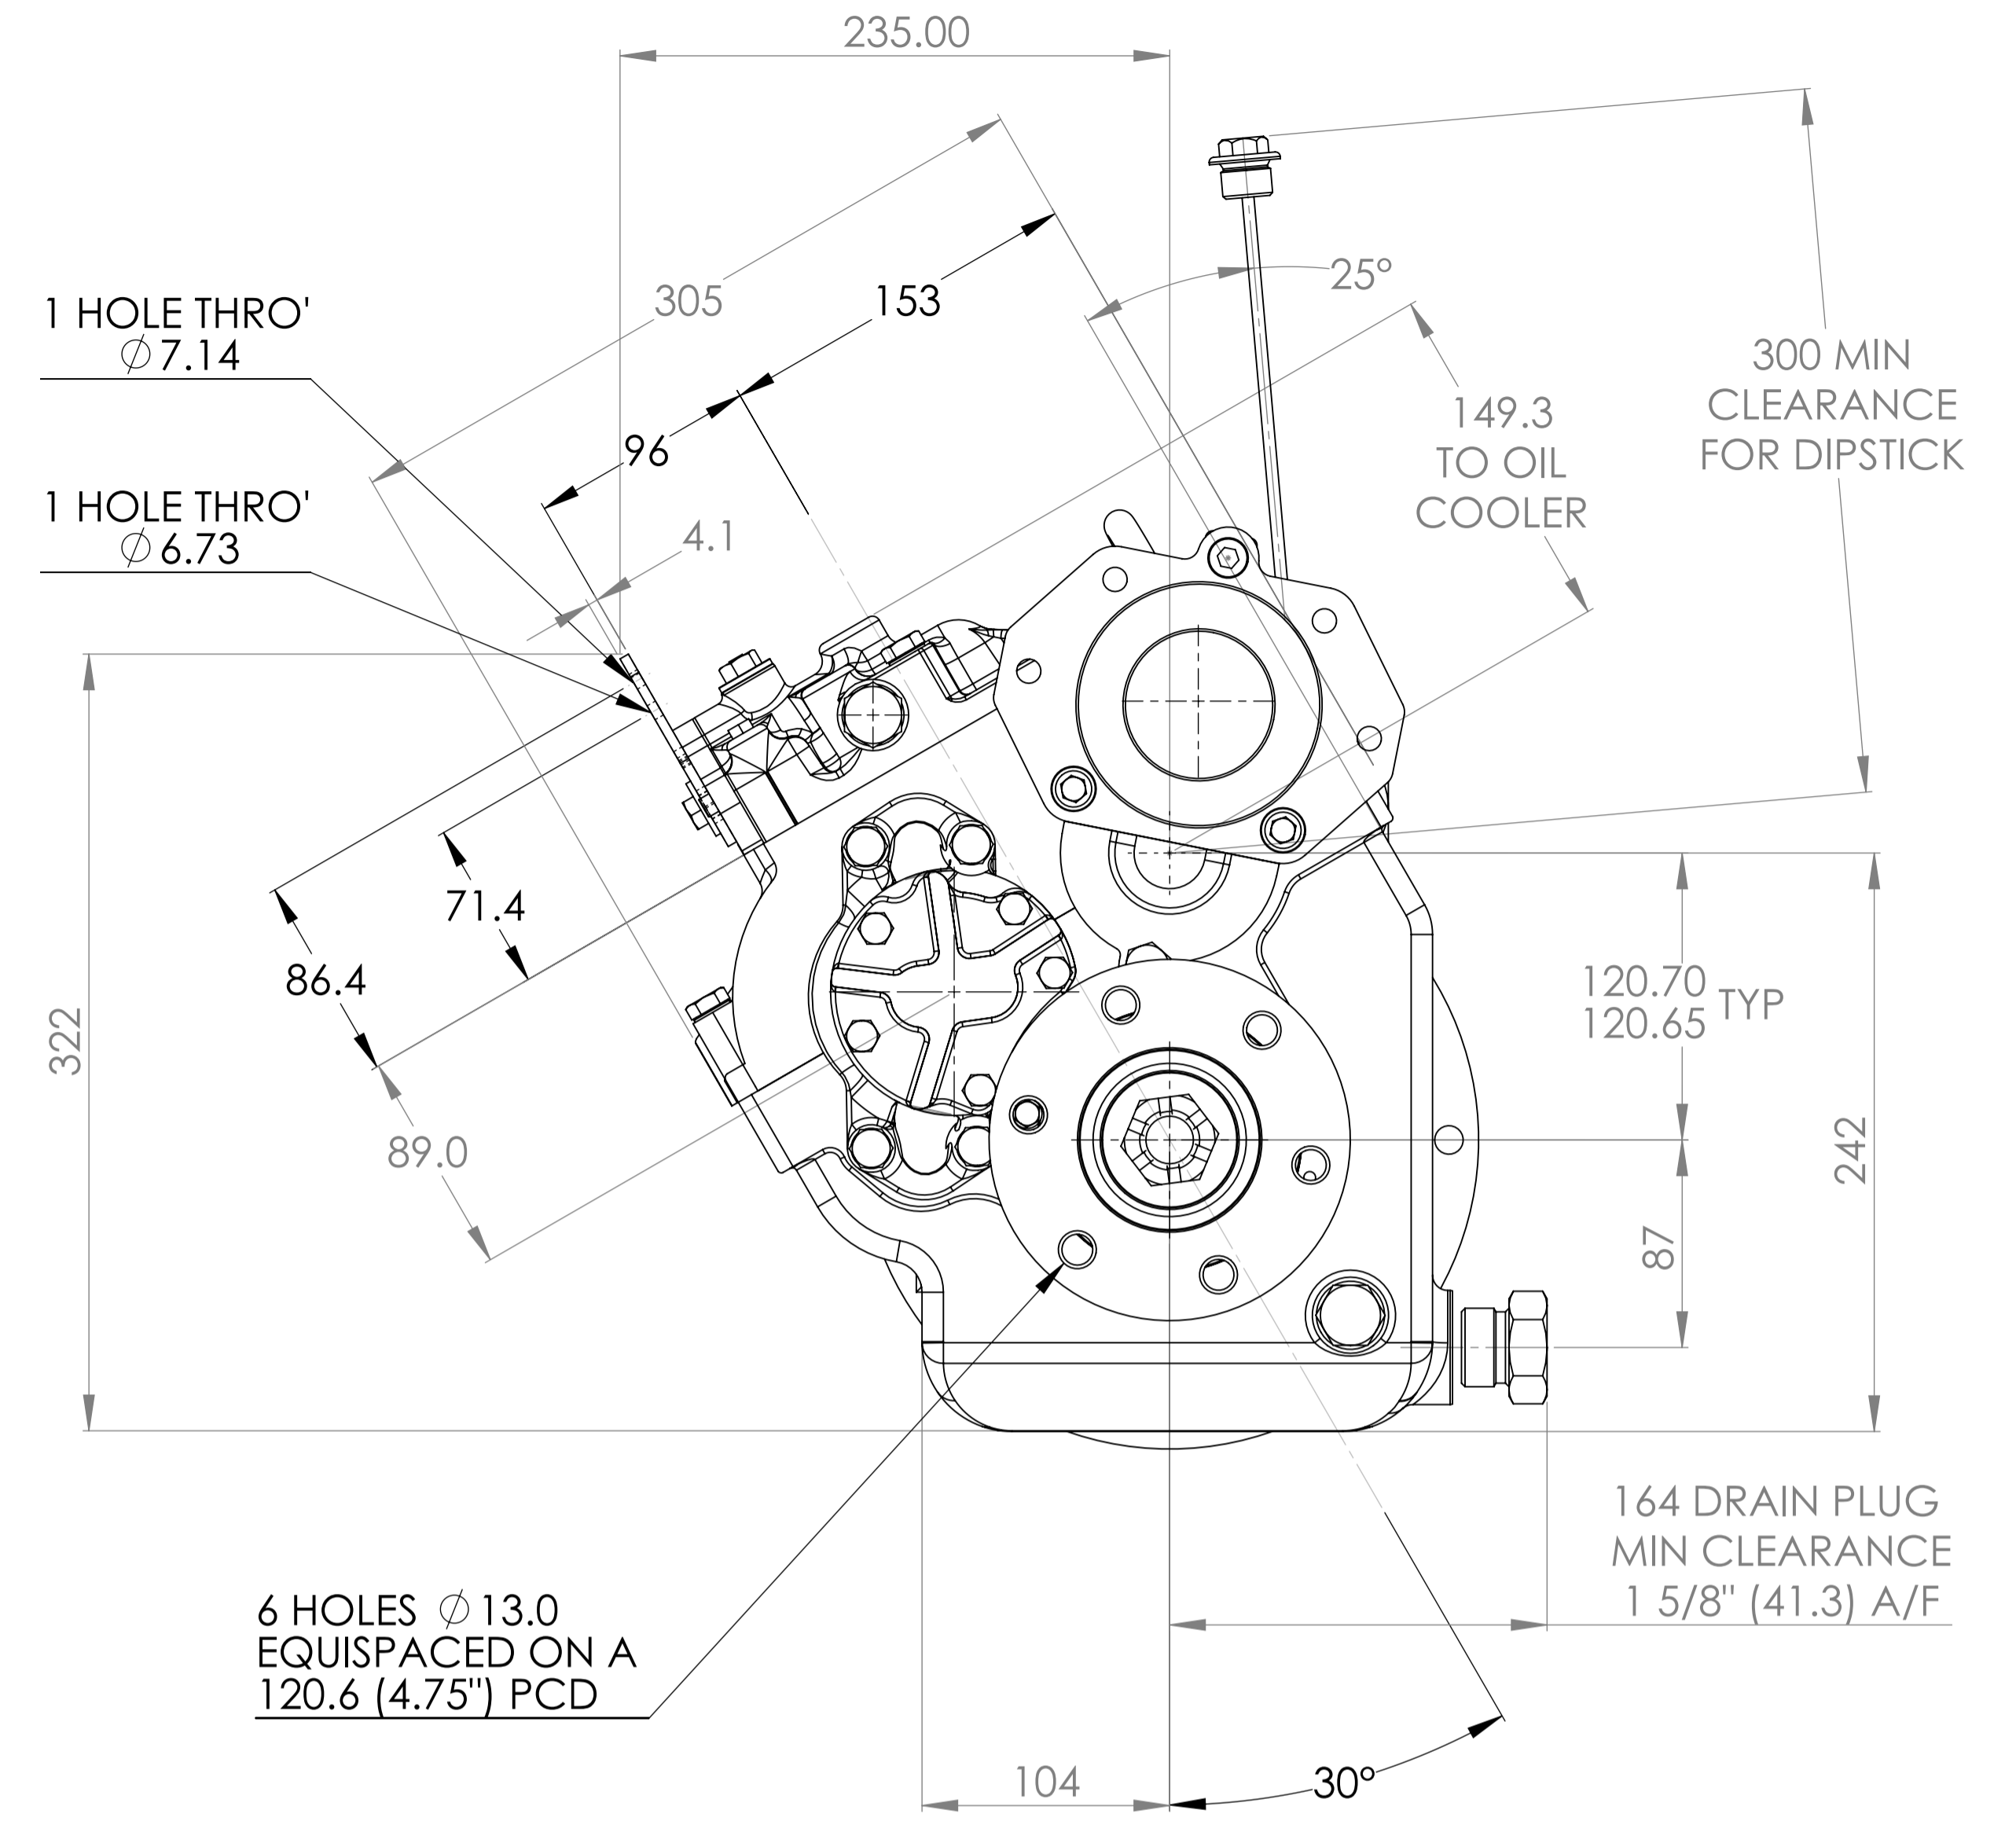 235.00
305
153
25°
1 HOLE THRO'
⌀ 7.14
300 MIN
CLEARANCE
FOR DIPSTICK
149.3
TO OIL
COOLER
96
1 HOLE THRO'
⌀ 6.73
4.1
71.4
86.4
322
89.0
120.70
120.65
TYP
242
87
164 DRAIN PLUG
MIN CLEARANCE
1 5/8" (41.3) A/F
6 HOLES ⌀ 13.0
EQUISPACED ON A
120.6 (4.75") PCD
104
30°